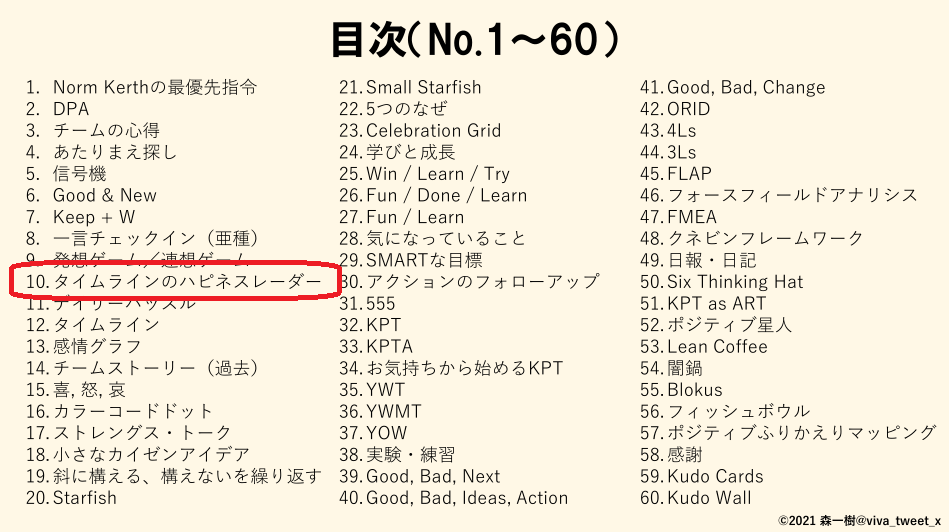 目次(No.1～60)
1. Norm Kerthの最優先指令
2. DPA
3. チームの心得
4. あたりまえ探し
5. 信号機
6. Good & New
7. Keep + W
8. 一言チェックイン（亜種）
9. 発想ゲーム／連想ゲーム
10. タイムラインのハピネスレーダー
11. デイリーハッスル
12. タイムライン
13. 感情グラフ
14. チームストーリー（過去）
15. 喜, 怒, 哀
16. カラーコードドット
17. ストレングス・トーク
18. 小さなカイゼンアイデア
19. 斜に構える、構えないを繰り返す
20. Starfish
21. Small Starfish
22. 5つのなぜ
23. Celebration Grid
24. 学びと成長
25. Win / Learn / Try
26. Fun / Done / Learn
27. Fun / Learn
28. 気になっていること
29. SMARTな目標
30. アクションのフォローアップ
31. 555
32. KPT
33. KPTA
34. お気持ちから始めるKPT
35. YWT
36. YWMT
37. YOW
38. 実験・練習
39. Good, Bad, Next
40. Good, Bad, Ideas, Action
41. Good, Bad, Change
42. ORID
43. 4Ls
44. 3Ls
45. FLAP
46. フォースフィールドアナリシス
47. FMEA
48. クネビンフレームワーク
49. 日報・日記
50. Six Thinking Hat
51. KPT as ART
52. ポジティブ星人
53. Lean Coffee
54. 闇鍋
55. Blokus
56. フィッシュボウル
57. ポジティブふりかえりマッピング
58. 感謝
59. Kudo Cards
60. Kudo Wall
©2021 森一樹@viva_tweet_x